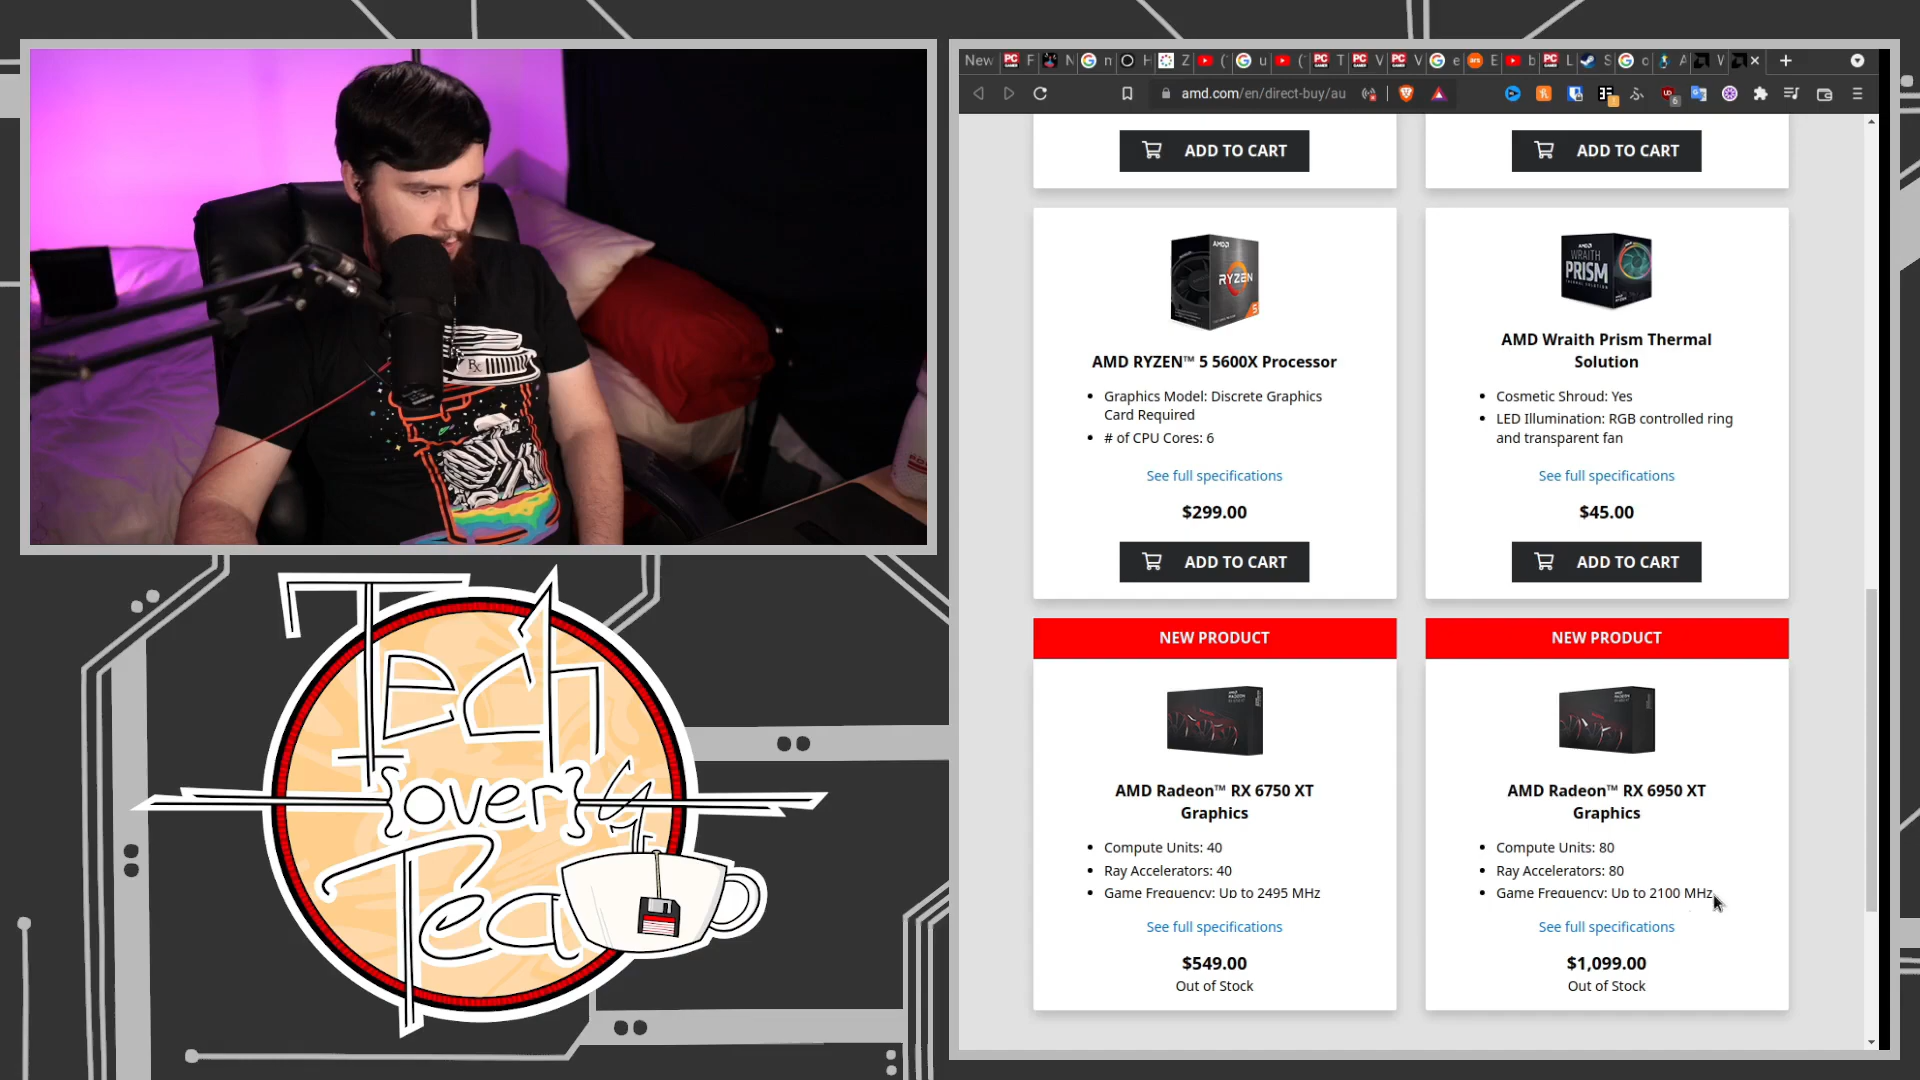 New
amd.com/en/direct-buy/au
ADD TO CART
ADD TO CART
AMD RYZEN™ 5 5600X Processor
Graphics Model: Discrete Graphics
Card Required
# of CPU Cores: 6
See full specifications
$299.00
ADD TO CART
WRAITH
PRISM
AMD Wraith Prism Thermal
Solution
Cosmetic Shroud: Yes
LED Illumination: RGB controlled ring
and transparent fan
See full specifications
$45.00
ADD TO CART
NEW PRODUCT
AMD Radeon™ RX 6750 XT
Graphics
Compute Units: 40
Ray Accelerators: 40
Game Frequency: Up to 2495 MHz
See full specifications
$549.00
Out of Stock
NEW PRODUCT
AMD Radeon™ RX 6950 XT
Graphics
Compute Units: 80
Ray Accelerators: 80
Game Frequency: Up to 2100 MHz
See full specifications
$1,099.00
Out of Stock
RYZEN
Tech
{over}
Tea